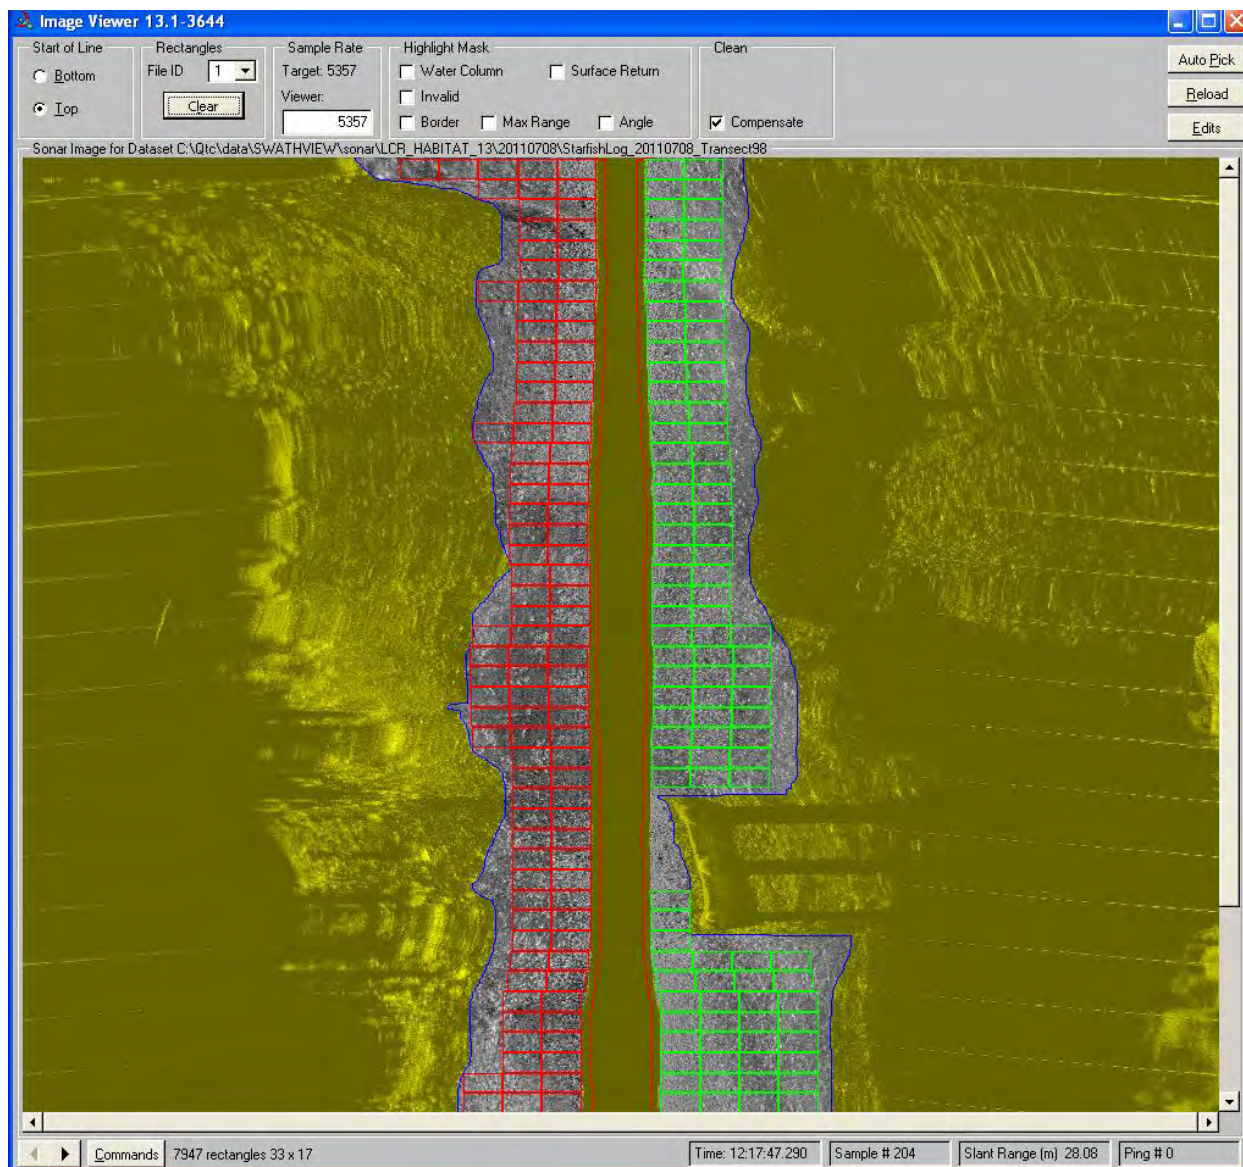 Image Viewer 13.1-3644
Start of Line
Bottom
Top
Rectangles
File ID 1
Clear
Sample Rate
Target: 5357
Viewer:
5357
Highlight Mask
Water Column
Surface Return
Invalid
Border
Max Range
Angle
Clean
Compensate
Auto Pick
Reload
Edits
Sonar Image for Dataset C:\Qtc\data\SWATHVIEW\sonar\LCR_HABITAT_13\20110708\StarfishLog_20110708_Transect98
Commands
7947 rectangles 33 x 17
Time: 12:17:47.290
Sample # 204
Slant Range (m) 28.08
Ping # 0